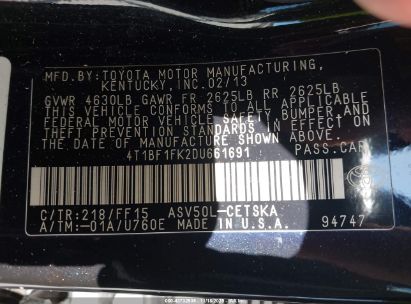 MFD.BY:TOYOTA MOTOR MANUFACTURING,
KENTUCKY, INC. 02/13
GVWR 4630LB GAWR FR 2625LB RR 2625LB
THIS VEHICLE CONFORMS TO ALL APPLICABLE
FEDERAL MOTOR VEHICLE SAFETY, BUMPER, AND
THEFT PREVENTION STANDARDS IN EFFECT ON
THE DATE OF MANUFACTURE SHOWN ABOVE.
4T1BF1FK2DU661691 PASS.CAR
C/TR:218/FF15 ASV50L-CETSKA
A/TM:-01A/U760E MADE IN U.S.A. 94747